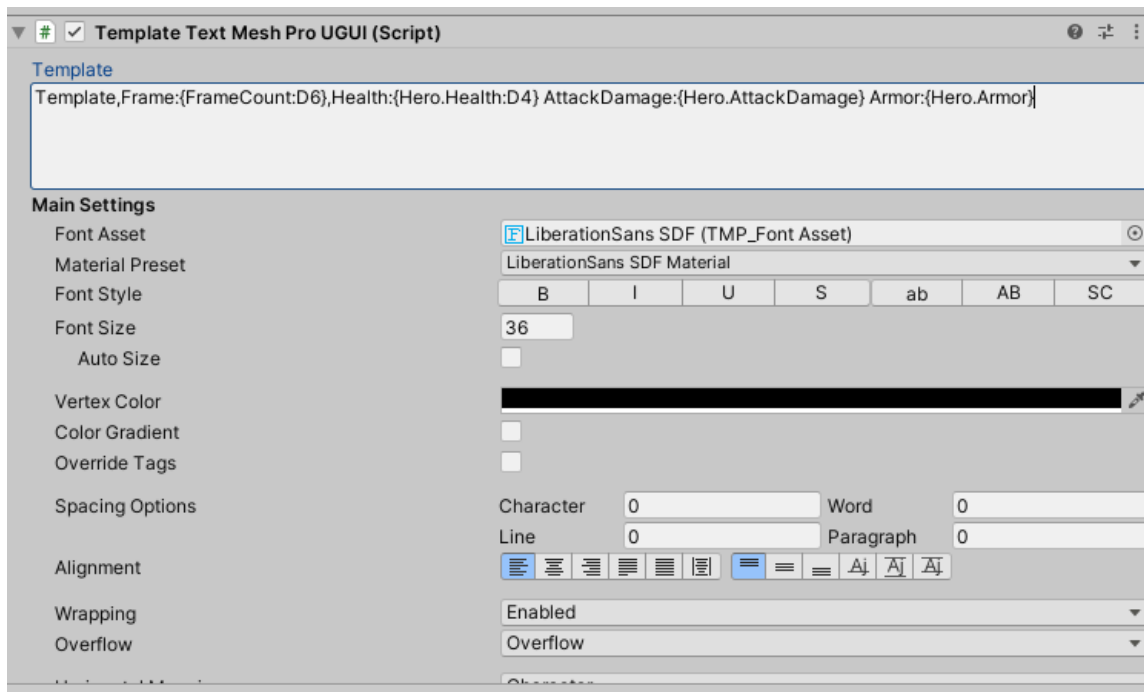 # Template Text Mesh Pro UGUI (Script)
Template
Template,Frame:{FrameCount:D6},Health:{Hero.Health:D4} AttackDamage:{Hero.AttackDamage} Armor:{Hero.Armor}
Main Settings
Font Asset F LiberationSans SDF (TMP_Font Asset)
Material Preset LiberationSans SDF Material
Font Style B I U S ab AB SC
Font Size 36
Auto Size
Vertex Color
Color Gradient
Override Tags
Spacing Options Character 0 Word 0
Line 0 Paragraph 0
Alignment
Wrapping Enabled
Overflow Overflow